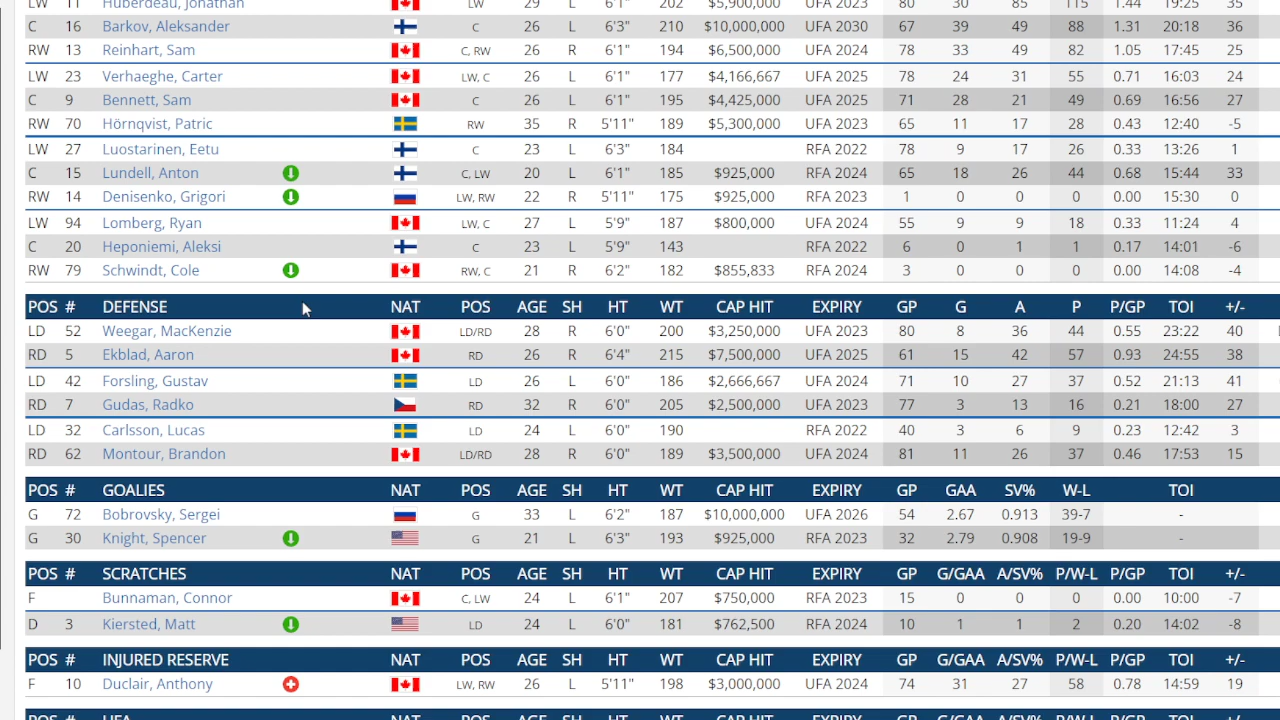 LW 11 Huberdeau, Jonathan LW 29 L 6'1" 202 $5,900,000 UFA 2023 80 30 85 115 1.44 19:25 35
C 16 Barkov, Aleksander C 26 L 6'3" 210 $10,000,000 UFA 2030 67 39 49 88 1.31 20:18 36
RW 13 Reinhart, Sam C, RW 26 R 6'1" 194 $6,500,000 UFA 2024 78 33 49 82 1.05 17:45 25
LW 23 Verhaeghe, Carter LW, C 26 L 6'1" 177 $4,166,667 UFA 2025 78 24 31 55 0.71 16:03 24
C 9 Bennett, Sam C 26 L 6'1" 195 $4,425,000 UFA 2025 71 28 21 49 0.69 16:56 27
RW 70 Hörnqvist, Patric RW 35 R 5'11" 189 $5,300,000 UFA 2023 65 11 17 28 0.43 12:40 -5
LW 27 Luostarinen, Eetu C 23 L 6'3" 184 RFA 2022 78 9 17 26 0.33 13:26 1
C 15 Lundell, Anton C, LW 20 L 6'1" 185 $925,000 RFA 2024 65 18 26 44 0.68 15:44 33
RW 14 Denisenko, Grigori LW, RW 22 R 5'11" 175 $925,000 RFA 2023 1 0 0 0 0.00 15:30 0
LW 94 Lomberg, Ryan LW, C 27 L 5'9" 187 $800,000 UFA 2024 55 9 9 18 0.33 11:24 4
C 20 Heponiemi, Aleksi C 23 L 5'9" 143 RFA 2022 6 0 1 1 0.17 14:01 -6
RW 79 Schwindt, Cole RW, C 21 R 6'2" 182 $855,833 RFA 2024 3 0 0 0 0.00 14:08 -4
POS # DEFENSE NAT POS AGE SH HT WT CAP HIT EXPIRY GP G A P P/GP TOI +/-
LD 52 Weegar, MacKenzie LD/RD 28 R 6'0" 200 $3,250,000 UFA 2023 80 8 36 44 0.55 23:22 40
RD 5 Ekblad, Aaron RD 26 R 6'4" 215 $7,500,000 UFA 2025 61 15 42 57 0.93 24:55 38
LD 42 Forsling, Gustav LD 26 L 6'0" 186 $2,666,667 UFA 2024 71 10 27 37 0.52 21:13 41
RD 7 Gudas, Radko RD 32 R 6'0" 205 $2,500,000 UFA 2023 77 3 13 16 0.21 18:00 27
LD 32 Carlsson, Lucas LD 24 L 6'0" 190 RFA 2022 40 3 6 9 0.23 12:42 3
RD 62 Montour, Brandon LD/RD 28 R 6'0" 189 $3,500,000 UFA 2024 81 11 26 37 0.46 17:53 15
POS # GOALIES NAT POS AGE SH HT WT CAP HIT EXPIRY GP GAA SV% W-L TOI
G 72 Bobrovsky, Sergei G 33 L 6'2" 187 $10,000,000 UFA 2026 54 2.67 0.913 39-7 -
G 30 Knight, Spencer G 21 L 6'3" 193 $925,000 RFA 2023 32 2.79 0.908 19-9 -
POS # SCRATCHES NAT POS AGE SH HT WT CAP HIT EXPIRY GP G/GAA A/SV% P/W-L P/GP TOI +/-
F Bunnaman, Connor C, LW 24 L 6'1" 207 $750,000 RFA 2023 15 0 0 0 0.00 10:00 -7
D 3 Kiersted, Matt LD 24 L 6'0" 181 $762,500 RFA 2024 10 1 1 2 0.20 14:02 -8
POS # INJURED RESERVE NAT POS AGE SH HT WT CAP HIT EXPIRY GP G/GAA A/SV% P/W-L P/GP TOI +/-
F 10 Duclair, Anthony LW, RW 26 L 5'11" 198 $3,000,000 UFA 2024 74 31 27 58 0.78 14:59 19